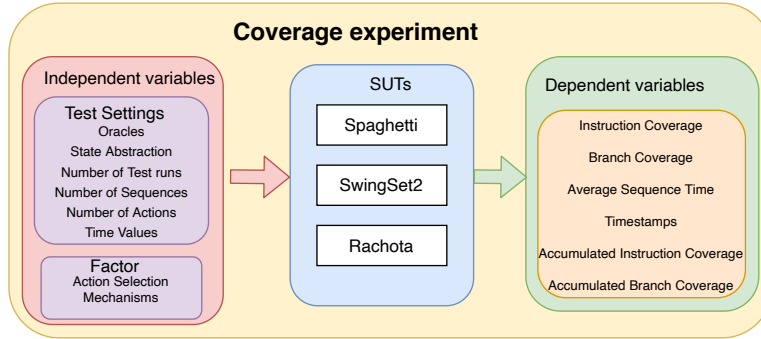 Coverage experiment
Independent variables
Test Settings
Oracles
State Abstraction
Number of Test runs
Number of Sequences
Number of Actions
Time Values
Factor
Action Selection
Mechanisms
SUTs
Spaghetti
SwingSet2
Rachota
Dependent variables
Instruction Coverage
Branch Coverage
Average Sequence Time
Timestamps
Accumulated Instruction Coverage
Accumulated Branch Coverage